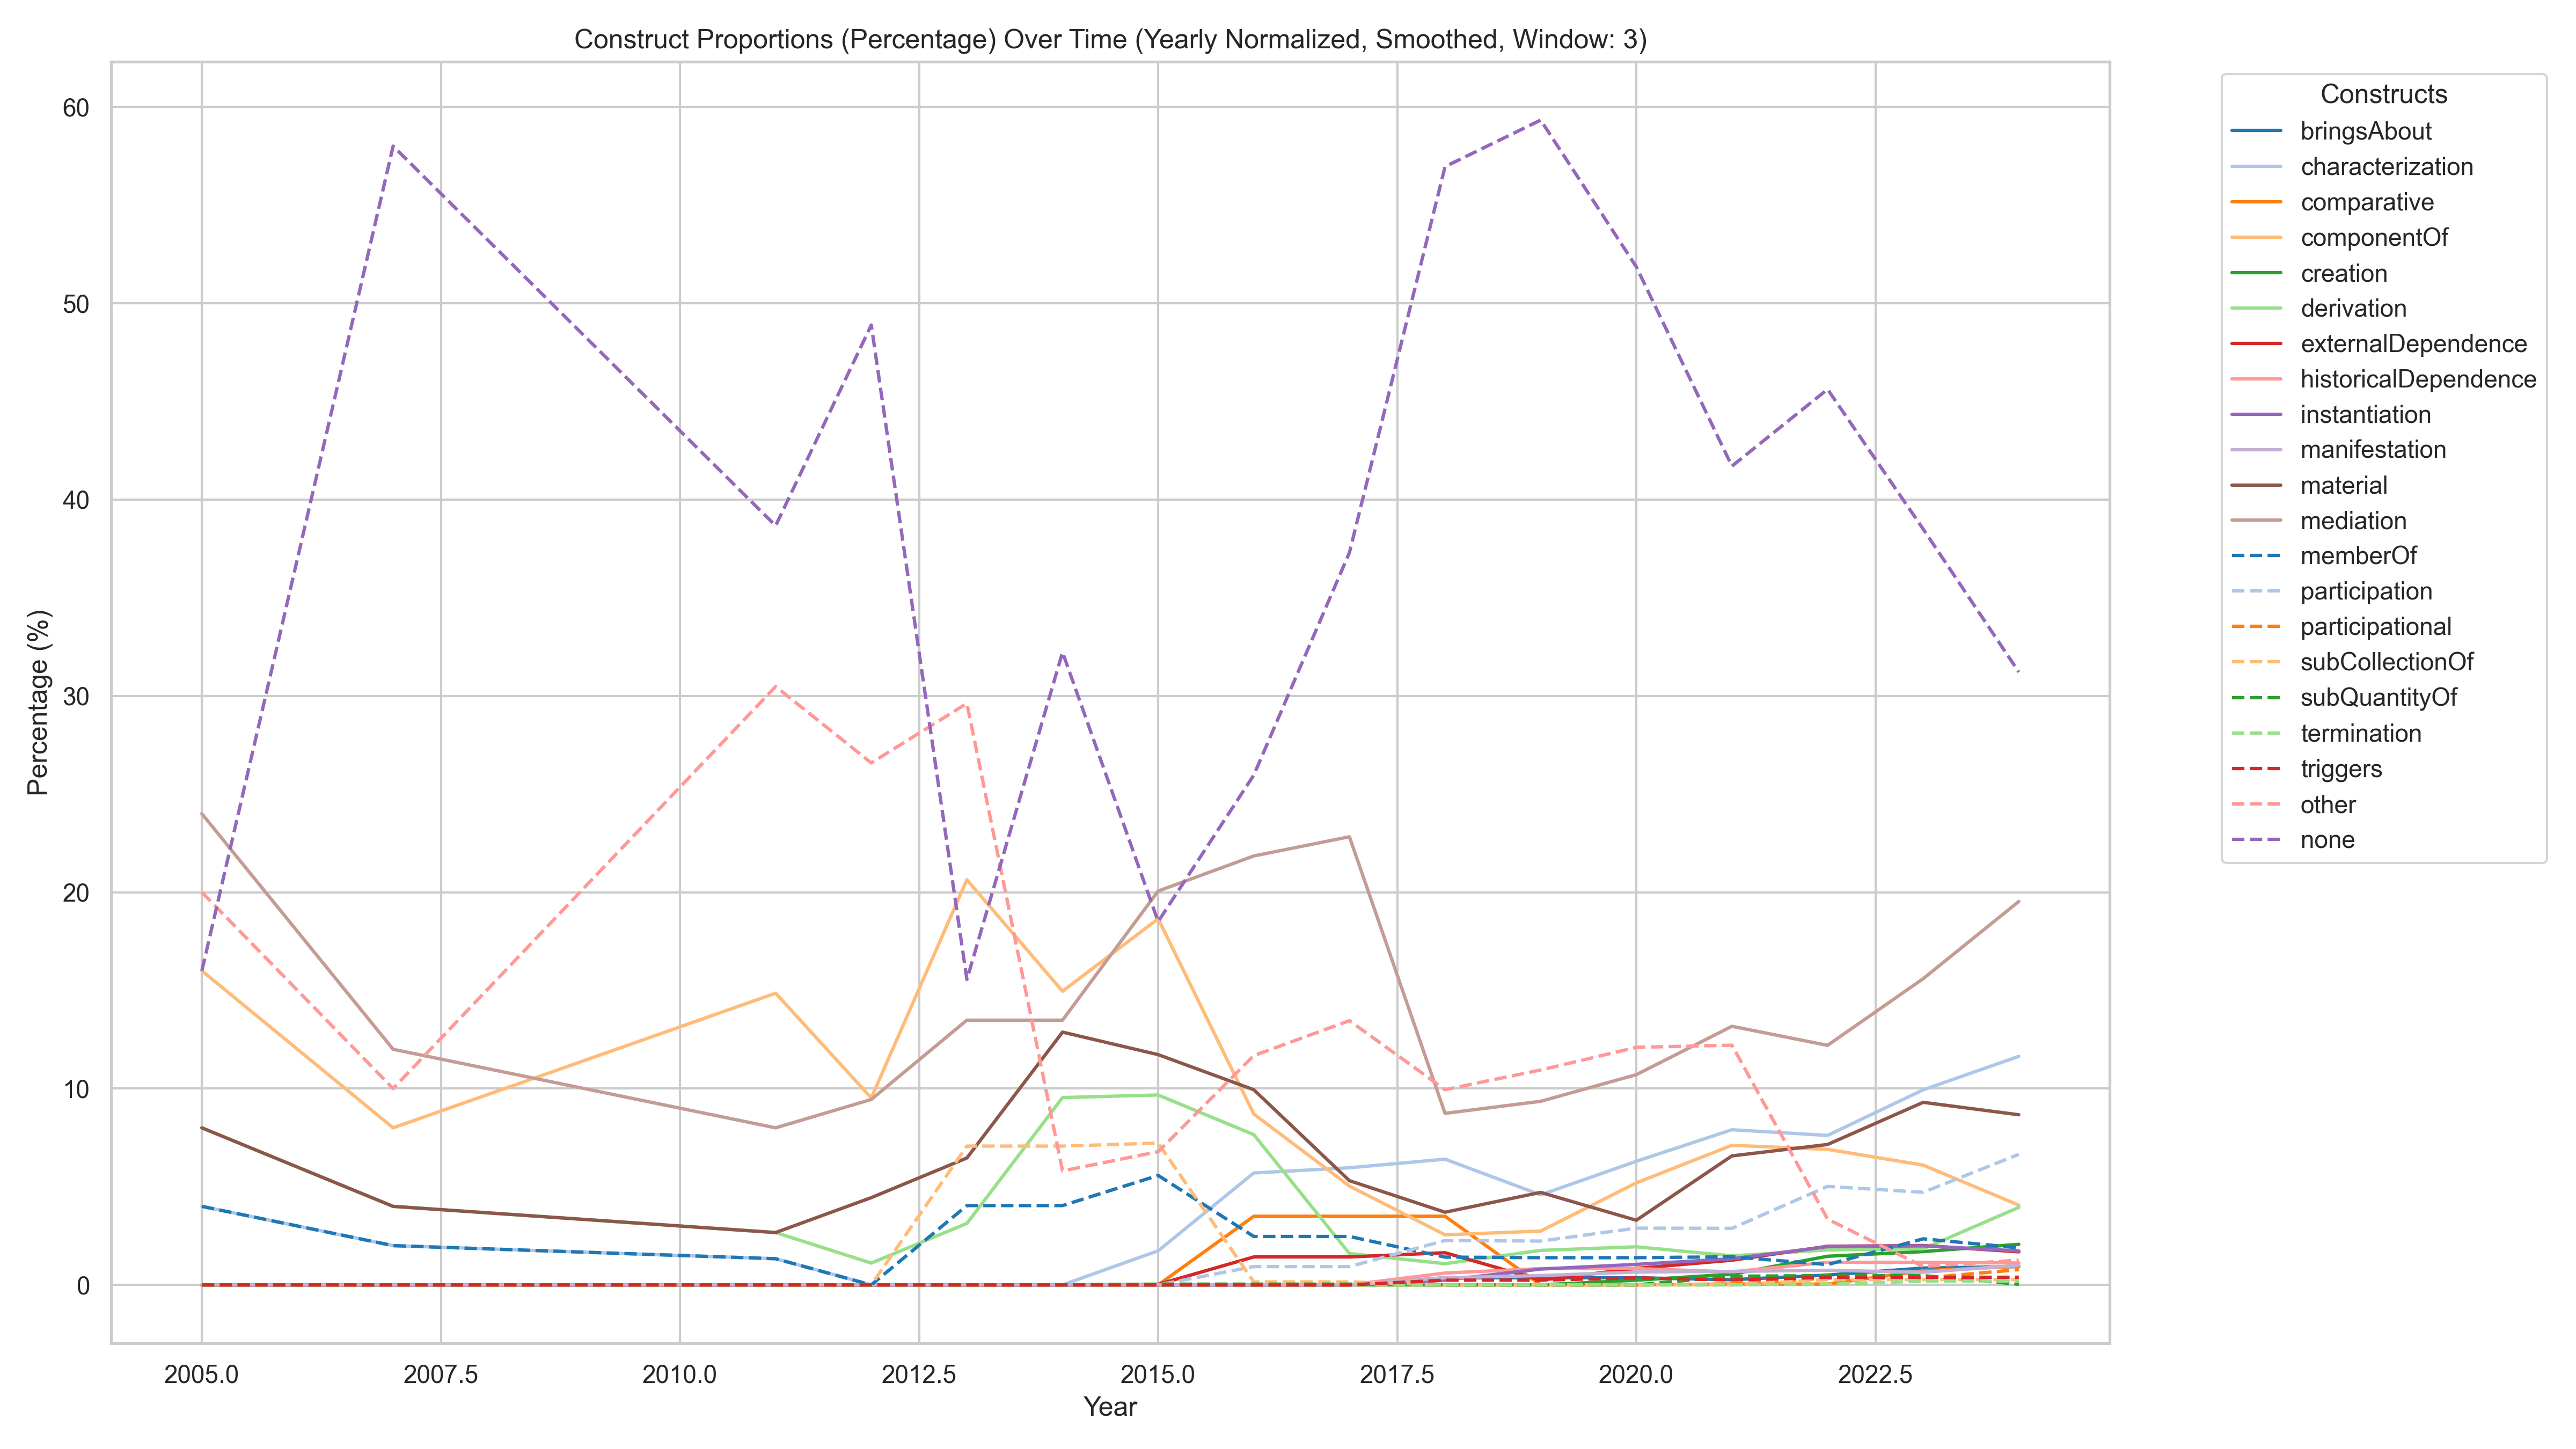 Construct Proportions (Percentage) Over Time (Yearly Normalized, Smoothed, Window: 3)
60
50
40
30
20
10
0
Percentage (%)
2005.0 2007.5 2010.0 2012.5 2015.0 2017.5 2020.0 2022.5
Year
Constructs
bringsAbout
characterization
comparative
componentOf
creation
derivation
externalDependence
historicalDependence
instantiation
manifestation
material
mediation
memberOf
participation
participational
subCollectionOf
subQuantityOf
termination
triggers
other
none